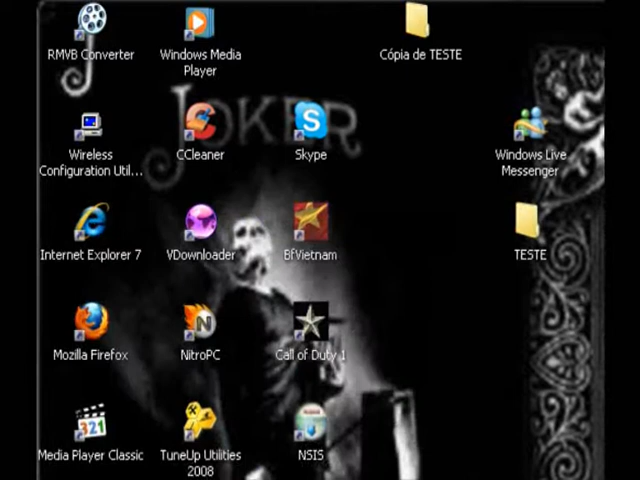 RMVB Converter
Windows Media
Player
Cópia de TESTE
JOKER
Wireless
Configuration Util...
CCleaner
Skype
Windows Live
Messenger
Internet Explorer 7
VDownloader
BfVietnam
TESTE
Mozilla Firefox
NitroPC
Call of Duty 1
Media Player Classic
TuneUp Utilities
2008
NSIS
321